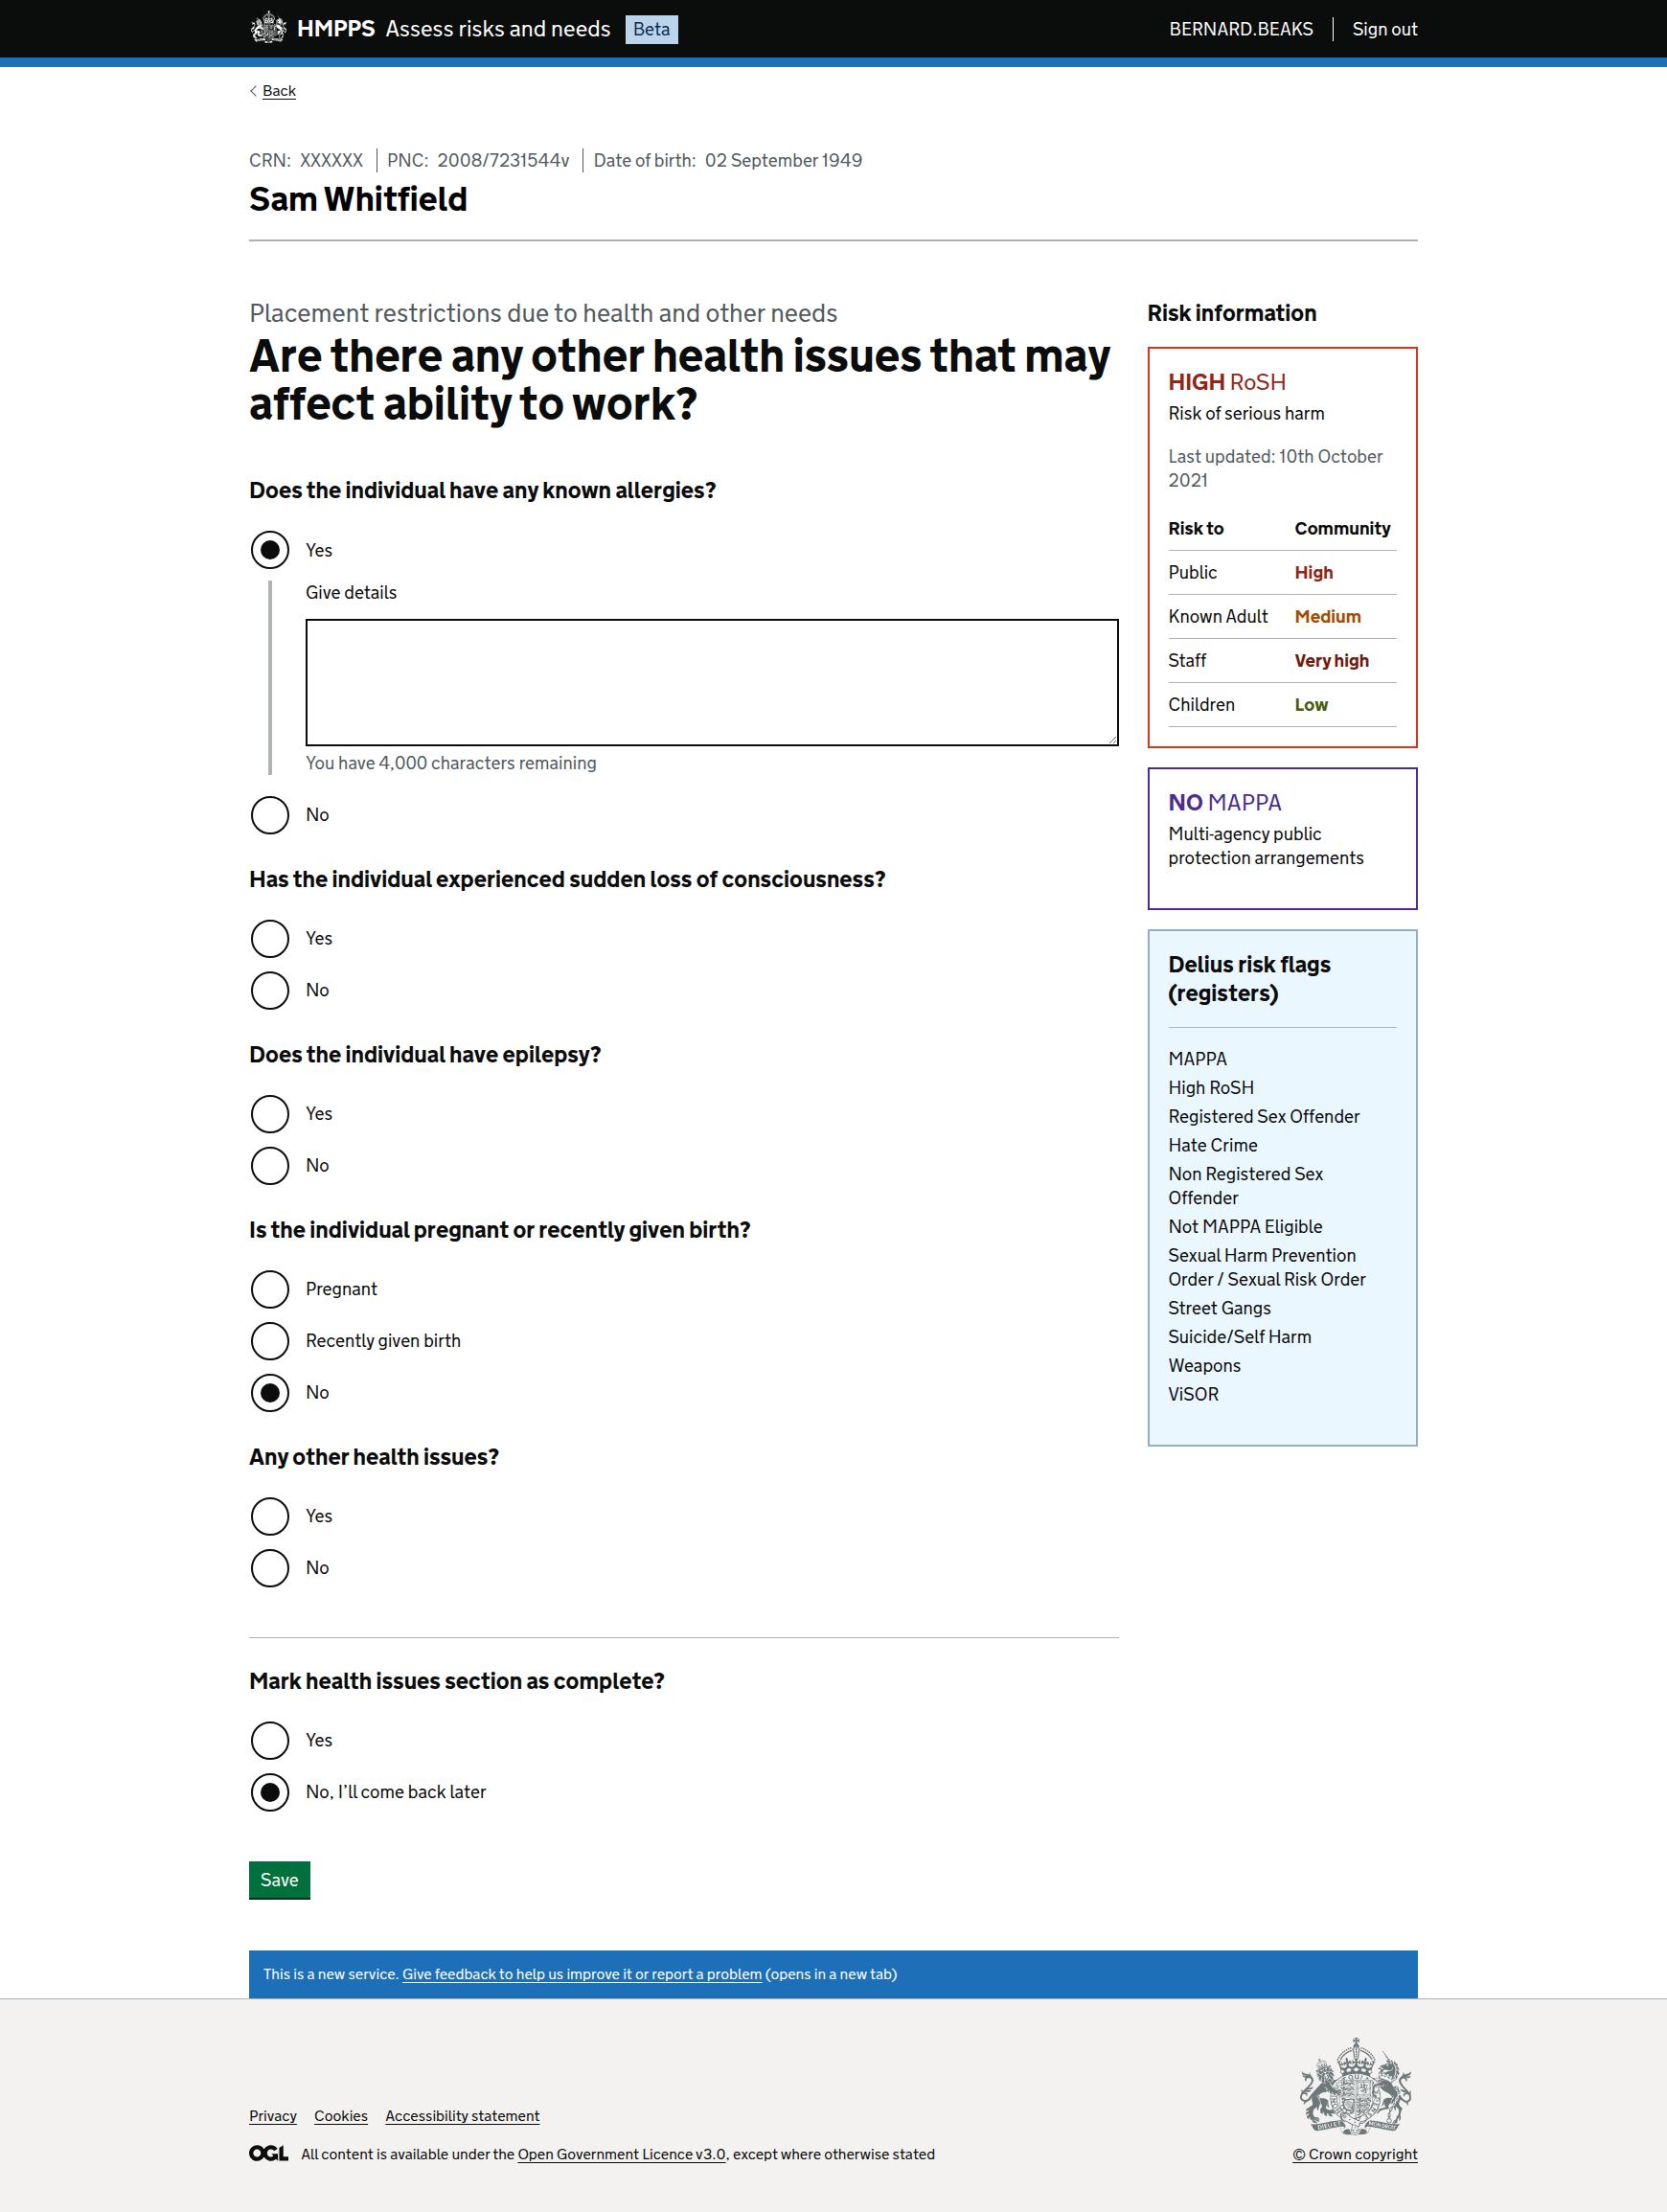 HMPPS Assess risks and needs Beta
BERNARD.BEAKS Sign out
Back
CRN: XXXXXX PNC: 2008/7231544v Date of birth: 02 September 1949
Sam Whitfield
Placement restrictions due to health and other needs
Are there any other health issues that may
affect ability to work?
Does the individual have any known allergies?
Yes
Give details
You have 4,000 characters remaining
No
Has the individual experienced sudden loss of consciousness?
Yes
No
Does the individual have epilepsy?
Yes
No
Is the individual pregnant or recently given birth?
Pregnant
Recently given birth
No
Any other health issues?
Yes
No
Mark health issues section as complete?
Yes
No, I’ll come back later
Save
Risk information
HIGH RoSH
Risk of serious harm
Last updated: 10th October
2021
Risk to Community
Public High
Known Adult Medium
Staff Very high
Children Low
NO MAPPA
Multi-agency public
protection arrangements
Delius risk flags
(registers)
MAPPA
High RoSH
Registered Sex Offender
Hate Crime
Non Registered Sex
Offender
Not MAPPA Eligible
Sexual Harm Prevention
Order / Sexual Risk Order
Street Gangs
Suicide/Self Harm
Weapons
ViSOR
This is a new service. Give feedback to help us improve it or report a problem (opens in a new tab)
Privacy Cookies Accessibility statement
OGL All content is available under the Open Government Licence v3.0, except where otherwise stated
© Crown copyright